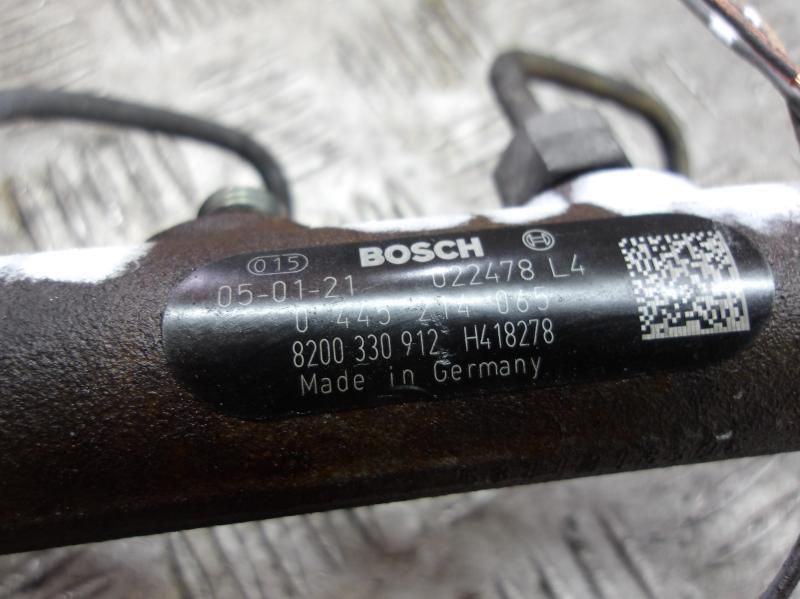 BOSCH
015
05-01-21 022478 L4
0 445 214 065
8200 330 912 H418278
Made in Germany